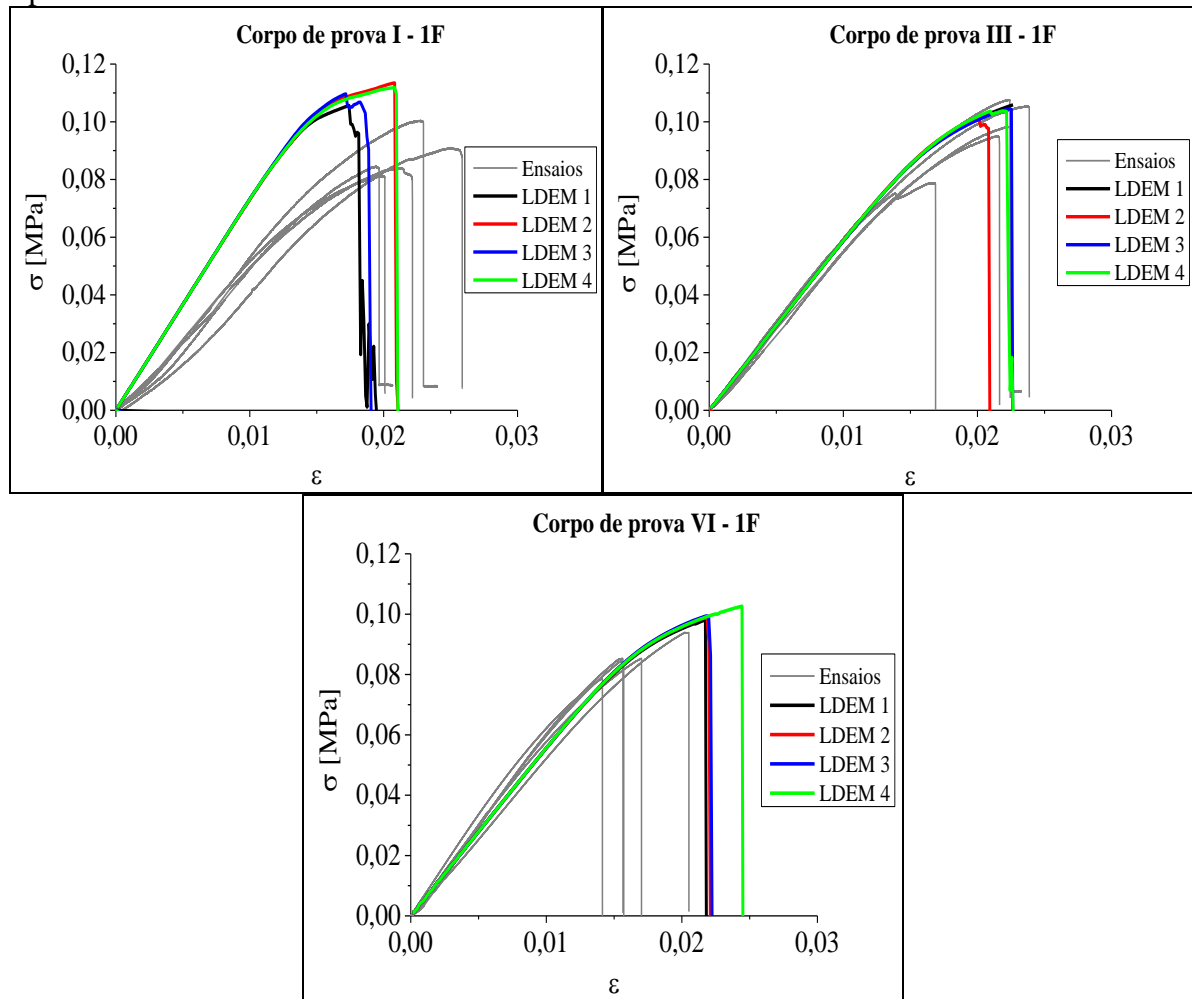 Corpo de prova I - 1F
0,12
0,10
0,08
0,06
0,04
0,02
0,00
σ [MPa]
0,00 0,01 0,02 0,03
ε
Ensaios
LDEM 1
LDEM 2
LDEM 3
LDEM 4
Corpo de prova III - 1F
0,12
0,10
0,08
0,06
0,04
0,02
0,00
σ [MPa]
0,00 0,01 0,02 0,03
ε
Ensaios
LDEM 1
LDEM 2
LDEM 3
LDEM 4
Corpo de prova VI - 1F
0,12
0,10
0,08
0,06
0,04
0,02
0,00
σ [MPa]
0,00 0,01 0,02 0,03
ε
Ensaios
LDEM 1
LDEM 2
LDEM 3
LDEM 4